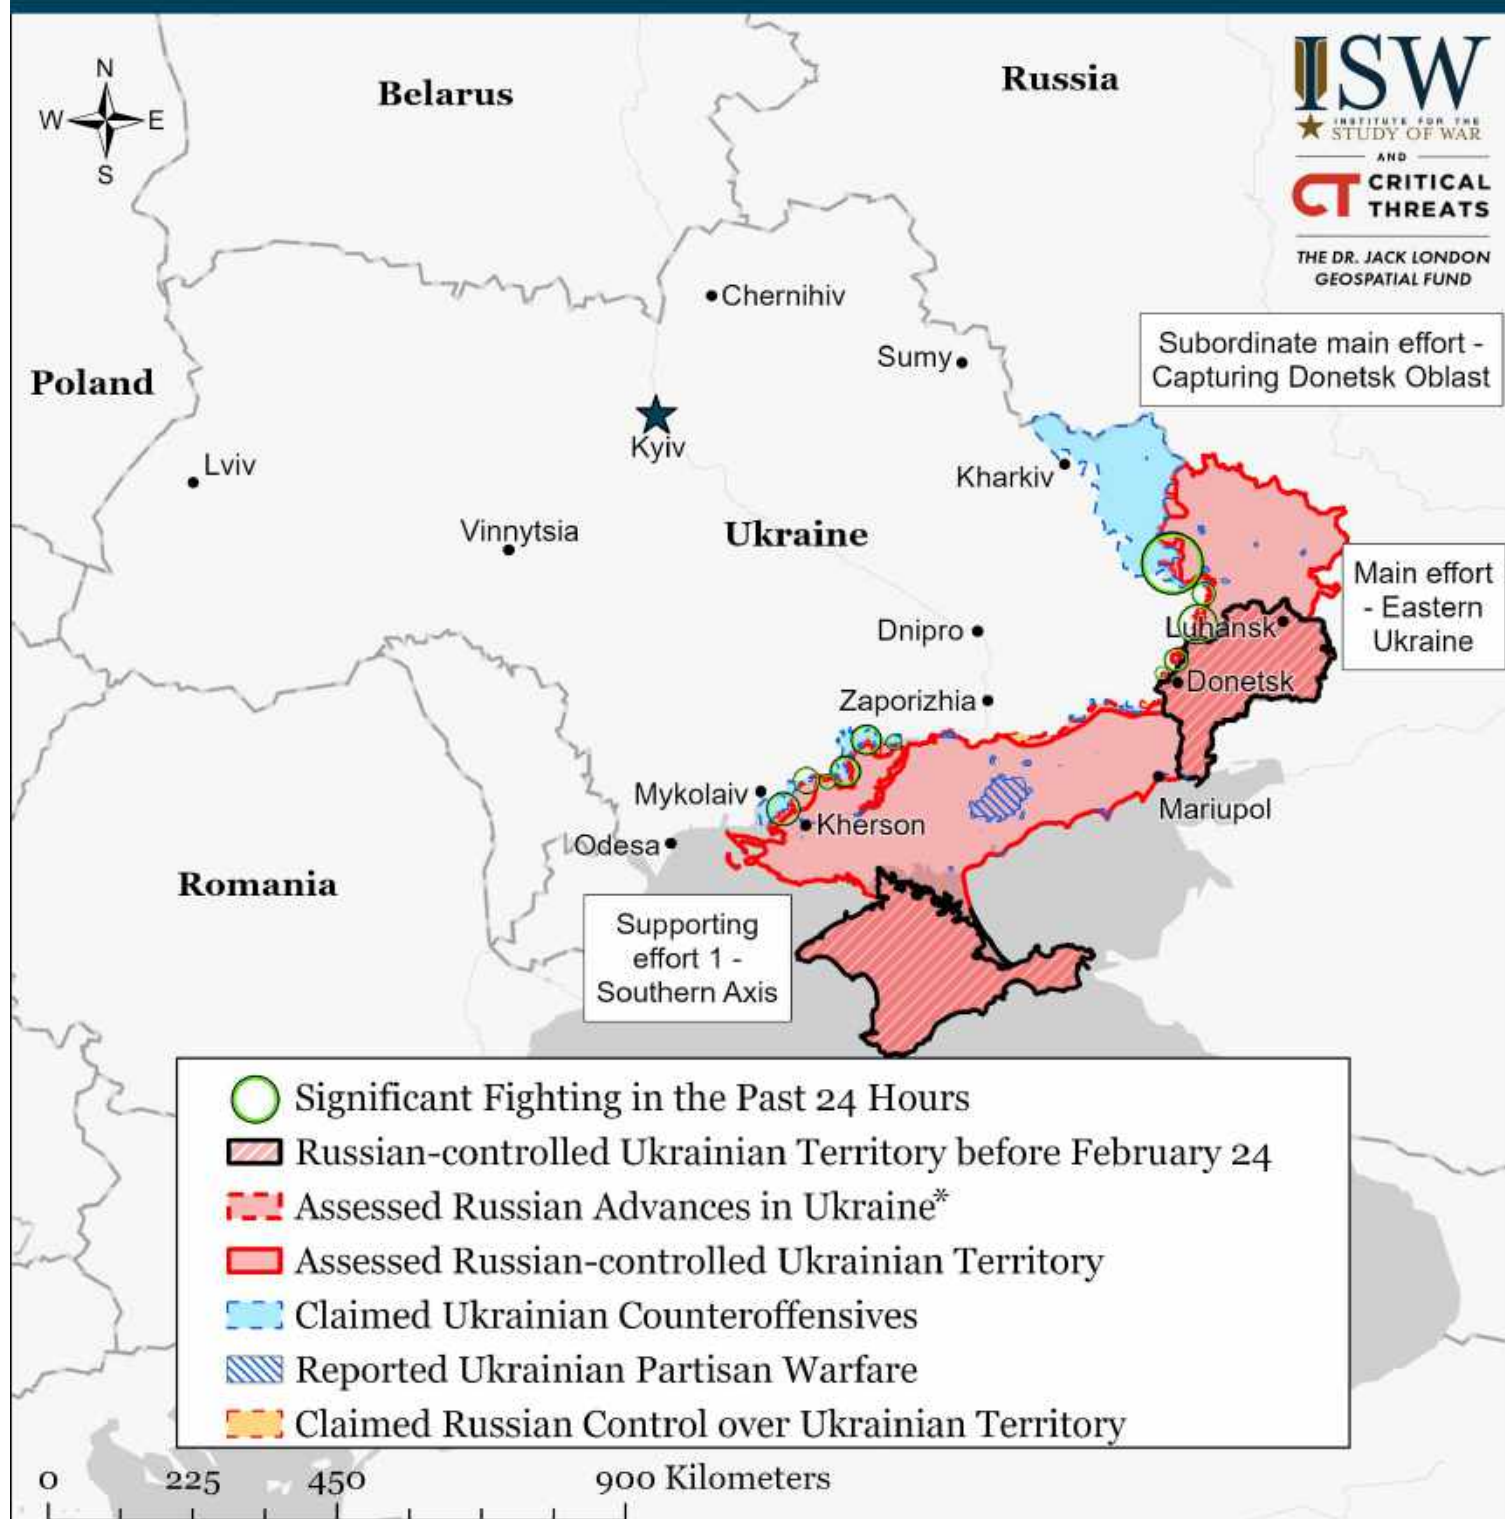 N
W E
S
Belarus
Russia
ISW
INSTITUTE FOR THE
STUDY OF WAR
AND
CT CRITICAL
THREATS
THE DR. JACK LONDON
GEOSPATIAL FUND
Chernihiv
Subordinate main effort -
Capturing Donetsk Oblast
Sumy
Poland
Kyiv
Lviv
Kharkiv
Vinnytsia
Ukraine
Main effort
- Eastern
Ukraine
Dnipro
Luhansk
Donetsk
Zaporizhia
Mykolaiv
Mariupol
Kherson
Odesa
Romania
Supporting
effort 1 -
Southern Axis
Significant Fighting in the Past 24 Hours
Russian-controlled Ukrainian Territory before February 24
Assessed Russian Advances in Ukraine*
Assessed Russian-controlled Ukrainian Territory
Claimed Ukrainian Counteroffensives
Reported Ukrainian Partisan Warfare
Claimed Russian Control over Ukrainian Territory
0 225 450 900 Kilometers